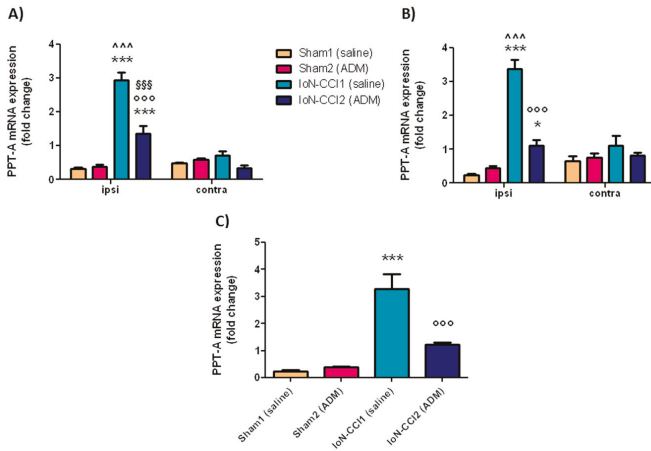 A)
PPT-A mRNA expression
(fold change)
4
3
2
1
0
^^^
***
§§§
°°°
***
ipsi
contra
Sham1 (saline)
Sham2 (ADM)
IoN-CCI1 (saline)
IoN-CCI2 (ADM)
B)
PPT-A mRNA expression
(fold change)
4
3
2
1
0
^^^
***
°°°
*
ipsi
contra
C)
PPT-A mRNA expression
(fold change)
5
4
3
2
1
0
***
°°°
Sham1 (saline)
Sham2 (ADM)
IoN-CCI1 (saline)
IoN-CCI2 (ADM)